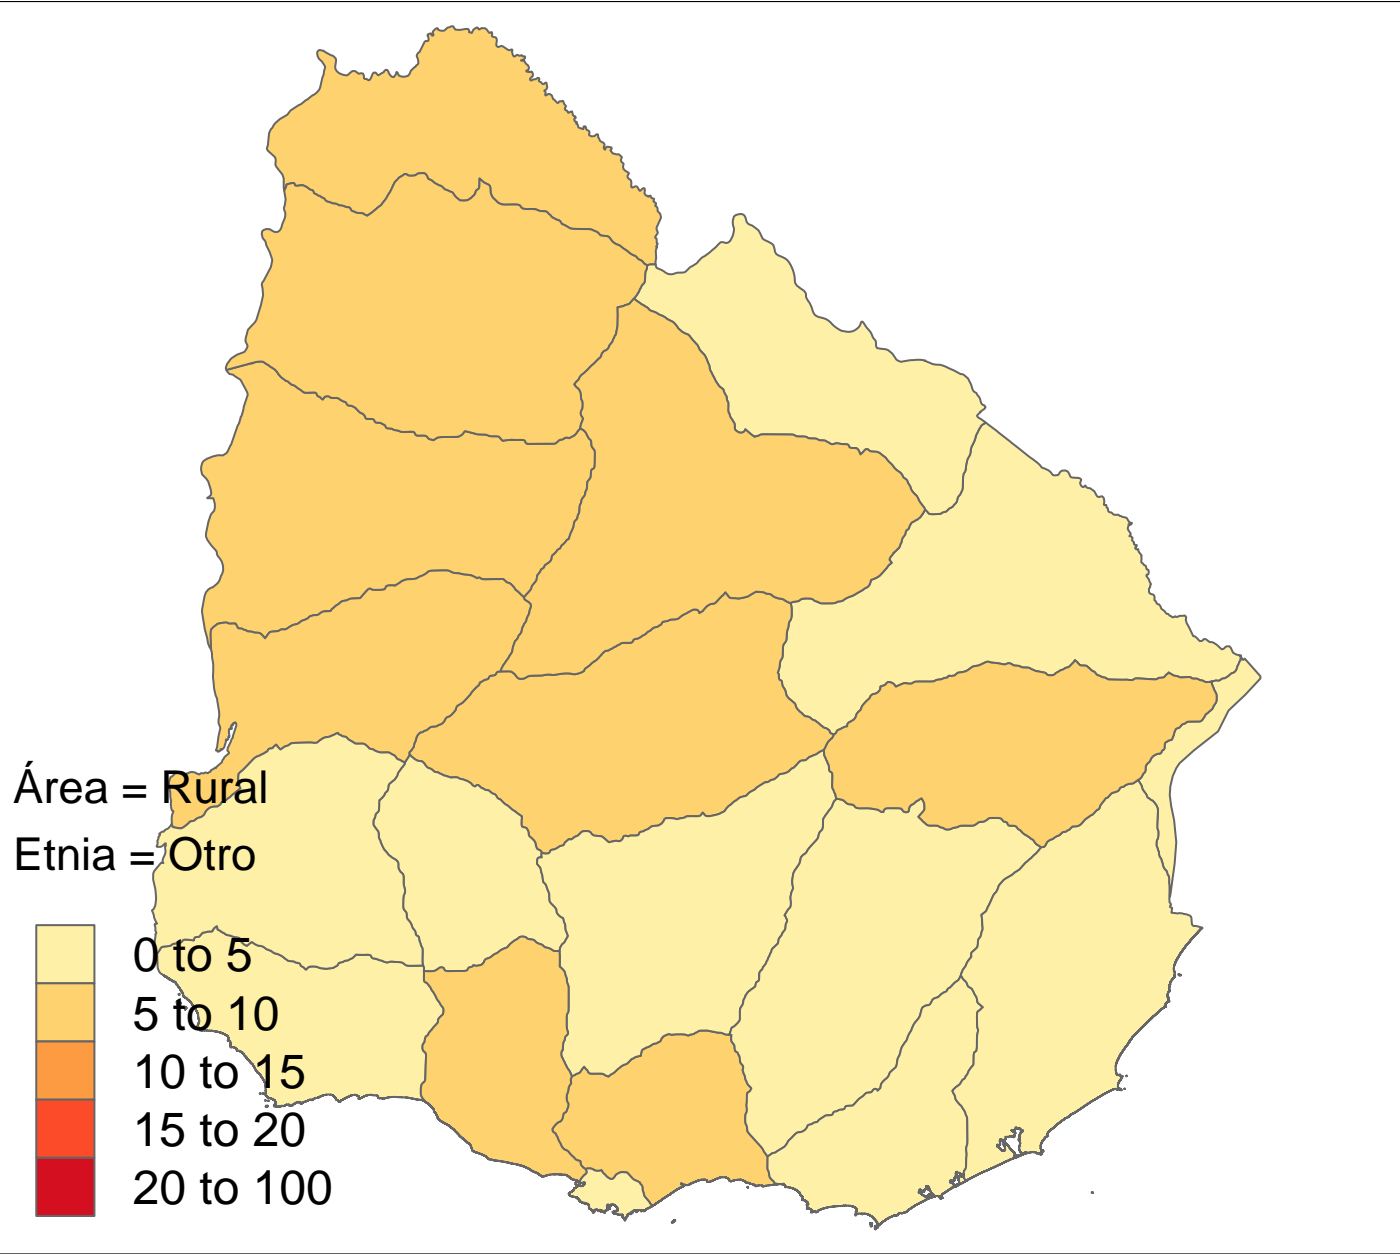 Área = Rural
Etnia = Otro
0 to 5
5 to 10
10 to 15
15 to 20
20 to 100